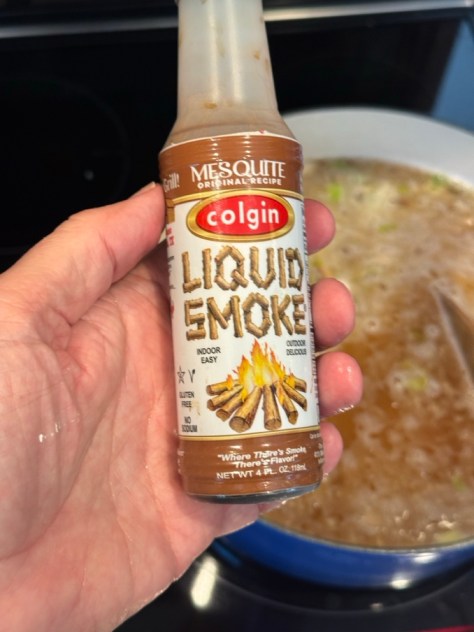 Grill!
MESQUITE
ORIGINAL RECIPE
colgin
LIQUID
SMOKE
INDOOR
EASY
OUTDOOR
DELICIOUS
GLUTEN
FREE
NO
SODIUM
"Where There's Smoke,
There's Flavor!"
NET WT 4 FL. OZ. 118mL